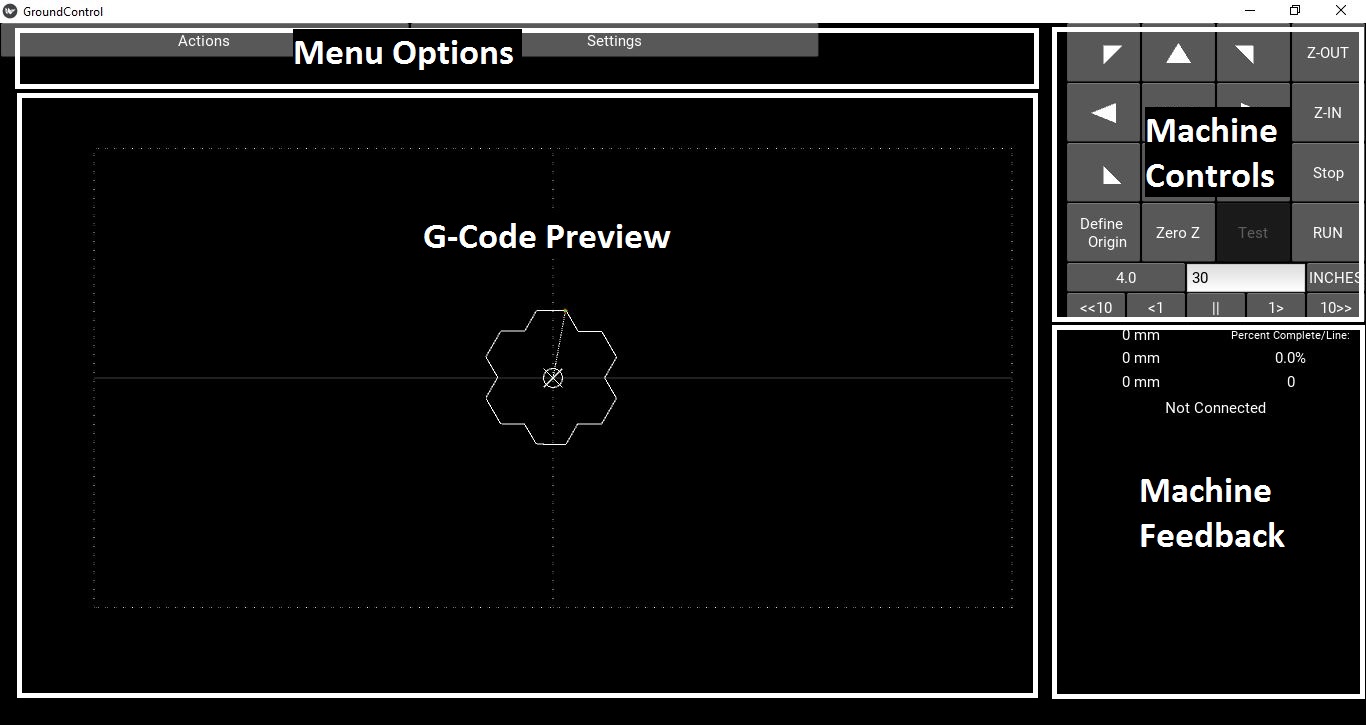 GroundControl
Actions
Settings
Menu Options
G-Code Preview
Z-OUT
Z-IN
Machine
Controls
Stop
Define
Origin
Zero Z
Test
RUN
4.0
30
INCHES
<<10
<1
||
1>
10>>
0 mm
Percent Complete/Line:
0 mm
0.0%
0 mm
0
Not Connected
Machine
Feedback